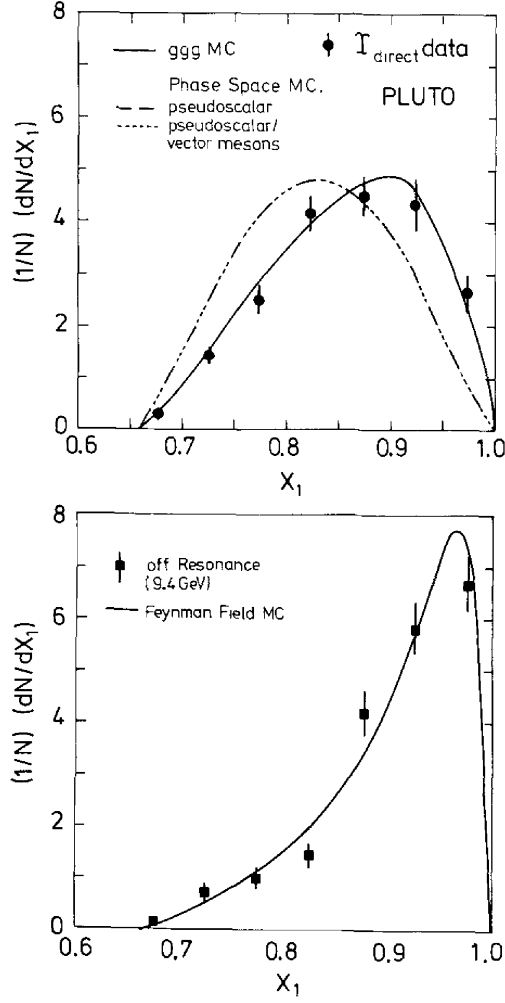 8
6
4
2
0
(1/N) (dN/dX₁)
ggg MC
Phase Space MC.
pseudoscalar
pseudoscalar/
vector mesons
ϒdirect data
PLUTO
0.6 0.7 0.8 0.9 1.0
X₁
8
6
4
2
0
(1/N) (dN/dX₁)
off Resonance
(9.4 GeV)
Feynman Field MC
0.6 0.7 0.8 0.9 1.0
X₁